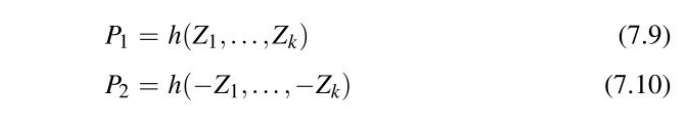 P₁ = h(Z₁,...,Zₖ) (7.9)
P₂ = h(−Z₁,...,−Zₖ) (7.10)